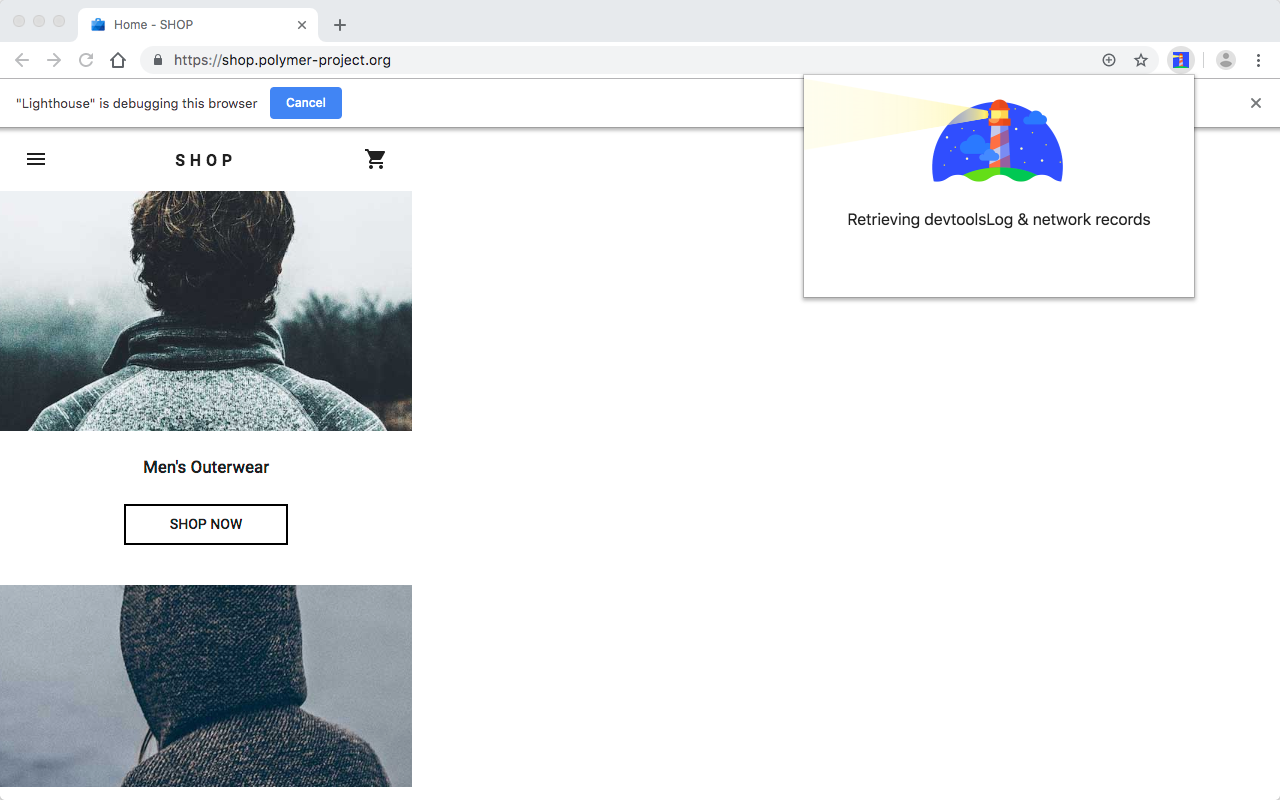 Home - SHOP
https://shop.polymer-project.org
"Lighthouse" is debugging this browser
Cancel
SHOP
Retrieving devtoolsLog & network records
Men's Outerwear
SHOP NOW